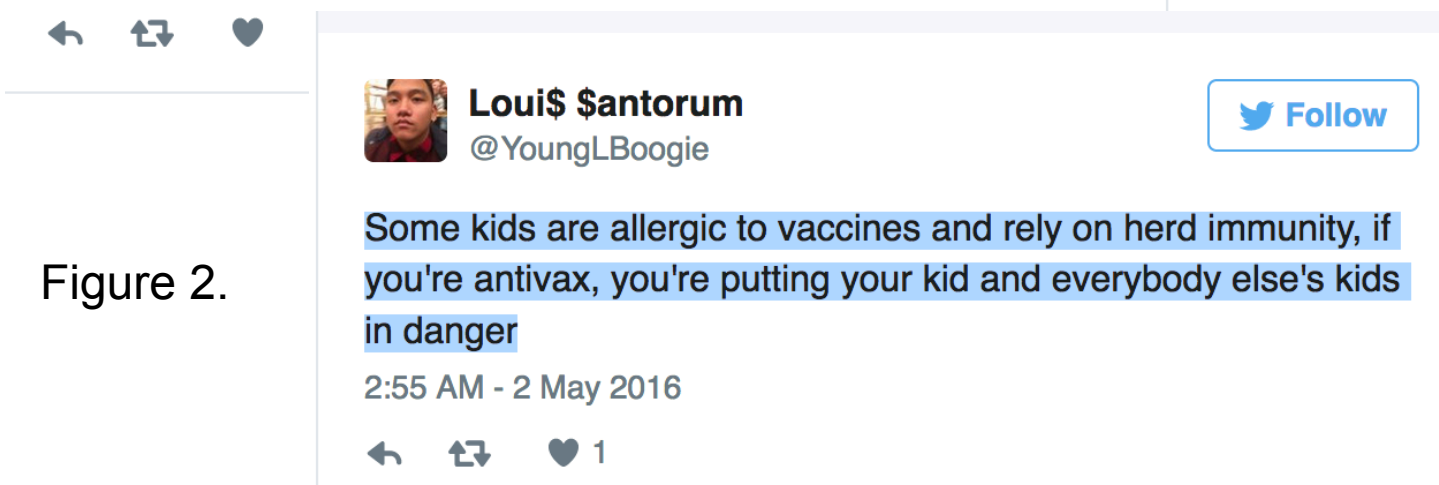 Loui$ $antorum
@YoungLBoogie
Follow
Figure 2.
Some kids are allergic to vaccines and rely on herd immunity, if
you're antivax, you're putting your kid and everybody else's kids
in danger
2:55 AM - 2 May 2016
1